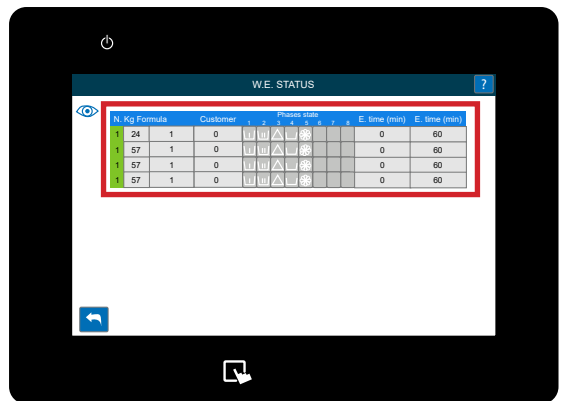 W.E. STATUS ?
N. Kg Formula Customer Phases state E. time (min) E. time (min)
1 2 3 4 5 6 7 8
1 24 1 0 0 60
1 57 1 0 0 60
1 57 1 0 0 60
1 57 1 0 0 60